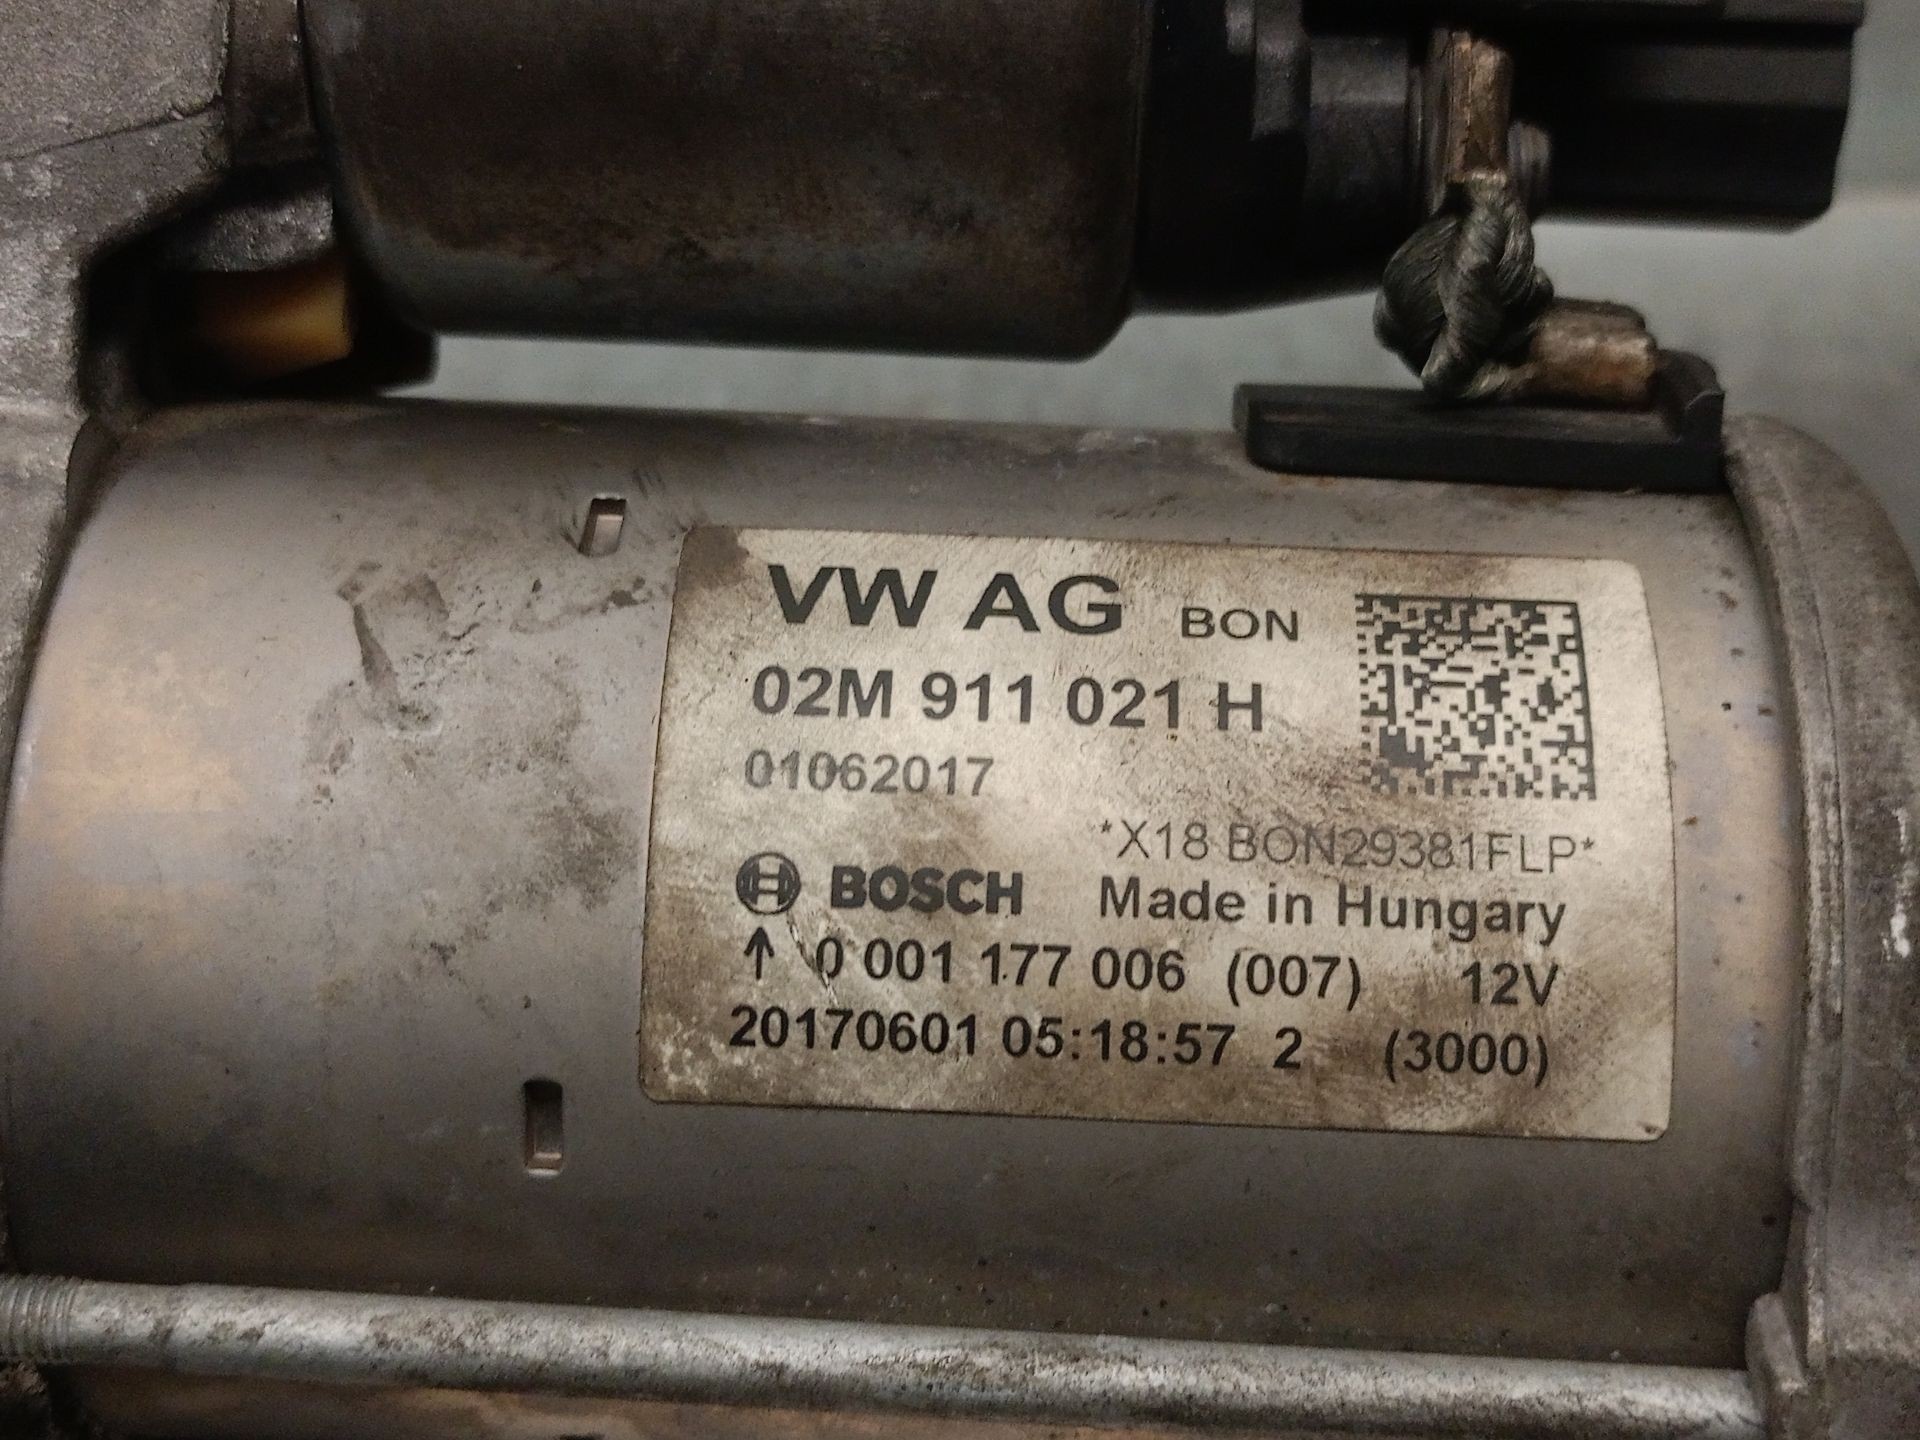 VW AG BON
02M 911 021 H
01062017
*X18 BON29381FLP*
BOSCH Made in Hungary
↑ 0 001 177 006 (007) 12V
20170601 05:18:57 2 (3000)